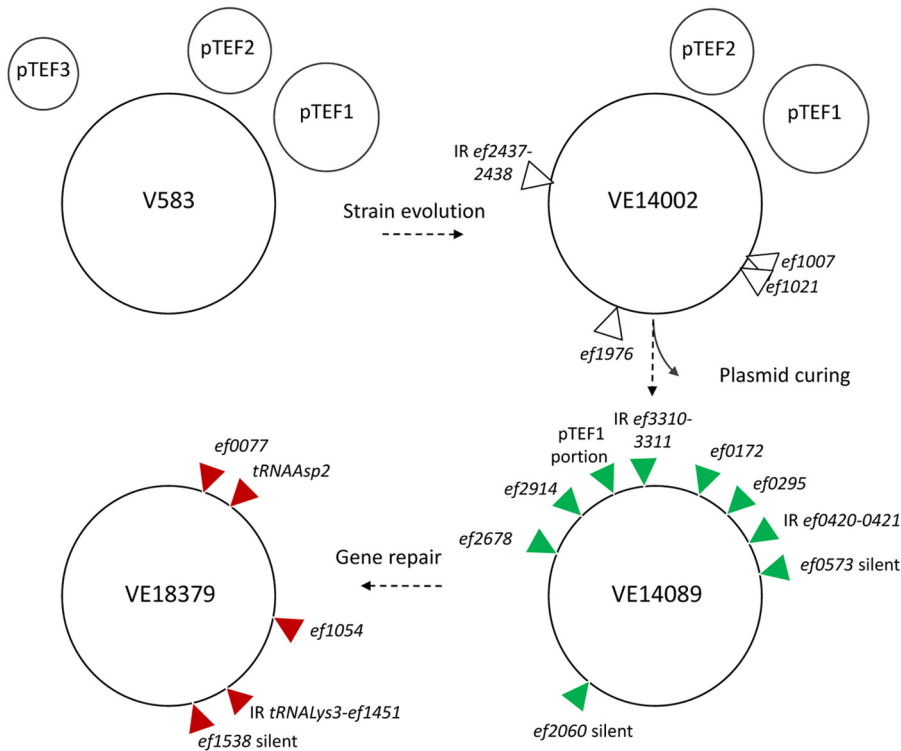 pTEF3
pTEF2
pTEF1
V583
Strain evolution
pTEF2
pTEF1
IR ef2437-
2438
VE14002
ef1007
ef1021
ef1976
Plasmid curing
pTEF1
portion
IR ef3310-
3311
ef0172
ef0295
IR ef0420-0421
ef0573 silent
ef2914
ef2678
VE14089
ef2060 silent
Gene repair
ef0077
tRNAAsp2
VE18379
ef1054
IR tRNALys3-ef1451
ef1538 silent